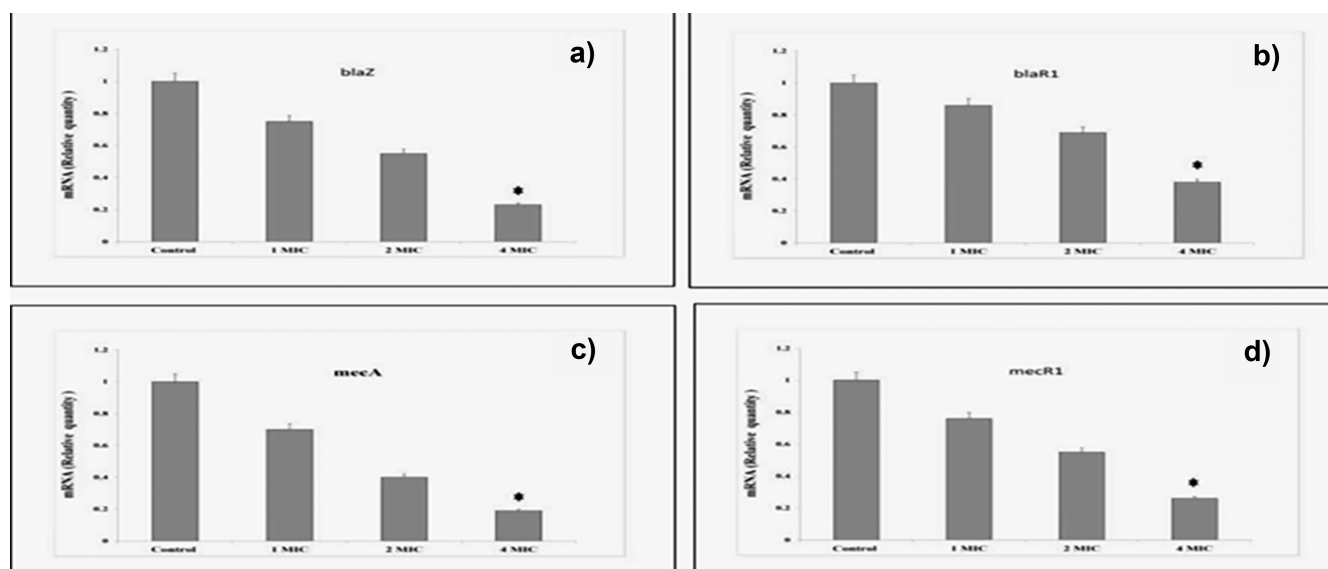 a)
blaZ
mRNA (Relative quantity)
1.2
1
0.8
0.6
0.4
0.2
0
*
Control 1 MIC 2 MIC 4 MIC
b)
blaR1
mRNA (Relative quantity)
1.2
1
0.8
0.6
0.4
0.2
0
*
Control 1 MIC 2 MIC 4 MIC
c)
mecA
mRNA (Relative quantity)
1.2
1
0.8
0.6
0.4
0.2
0
*
Control 1 MIC 2 MIC 4 MIC
d)
mecR1
mRNA (Relative quantity)
1.2
1
0.8
0.6
0.4
0.2
0
*
Control 1 MIC 2 MIC 4 MIC